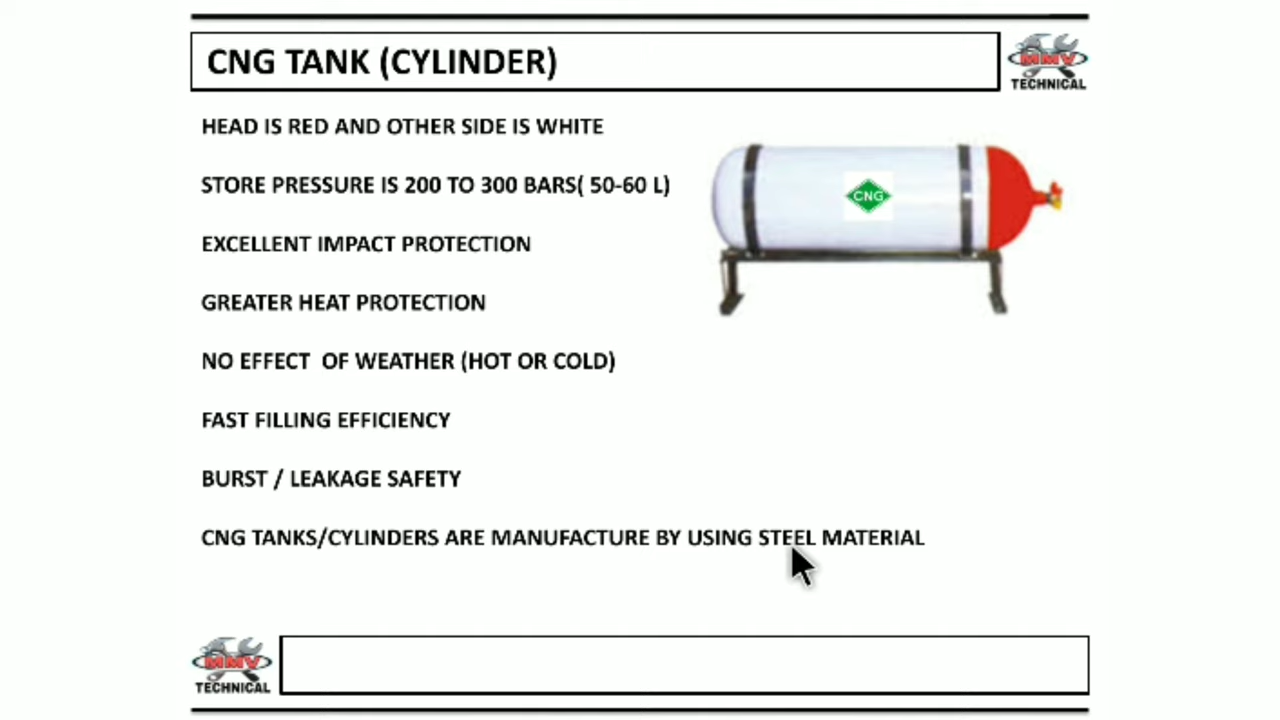 CNG TANK (CYLINDER)
MMV
TECHNICAL
HEAD IS RED AND OTHER SIDE IS WHITE
STORE PRESSURE IS 200 TO 300 BARS( 50-60 L)
CNG
EXCELLENT IMPACT PROTECTION
GREATER HEAT PROTECTION
NO EFFECT  OF WEATHER (HOT OR COLD)
FAST FILLING EFFICIENCY
BURST / LEAKAGE SAFETY
CNG TANKS/CYLINDERS ARE MANUFACTURE BY USING STEEL MATERIAL
MMV
TECHNICAL